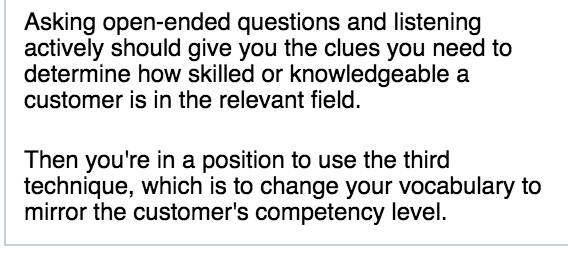 Asking open-ended questions and listening
actively should give you the clues you need to
determine how skilled or knowledgeable a
customer is in the relevant field.
Then you're in a position to use the third
technique, which is to change your vocabulary to
mirror the customer's competency level.